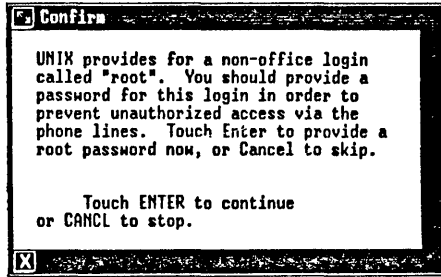 Confirm
UNIX provides for a non-office login
called "root".  You should provide a
password for this login in order to
prevent unauthorized access via the
phone lines.  Touch Enter to provide a
root password now, or Cancel to skip.
Touch ENTER to continue
or CANCL to stop.
X